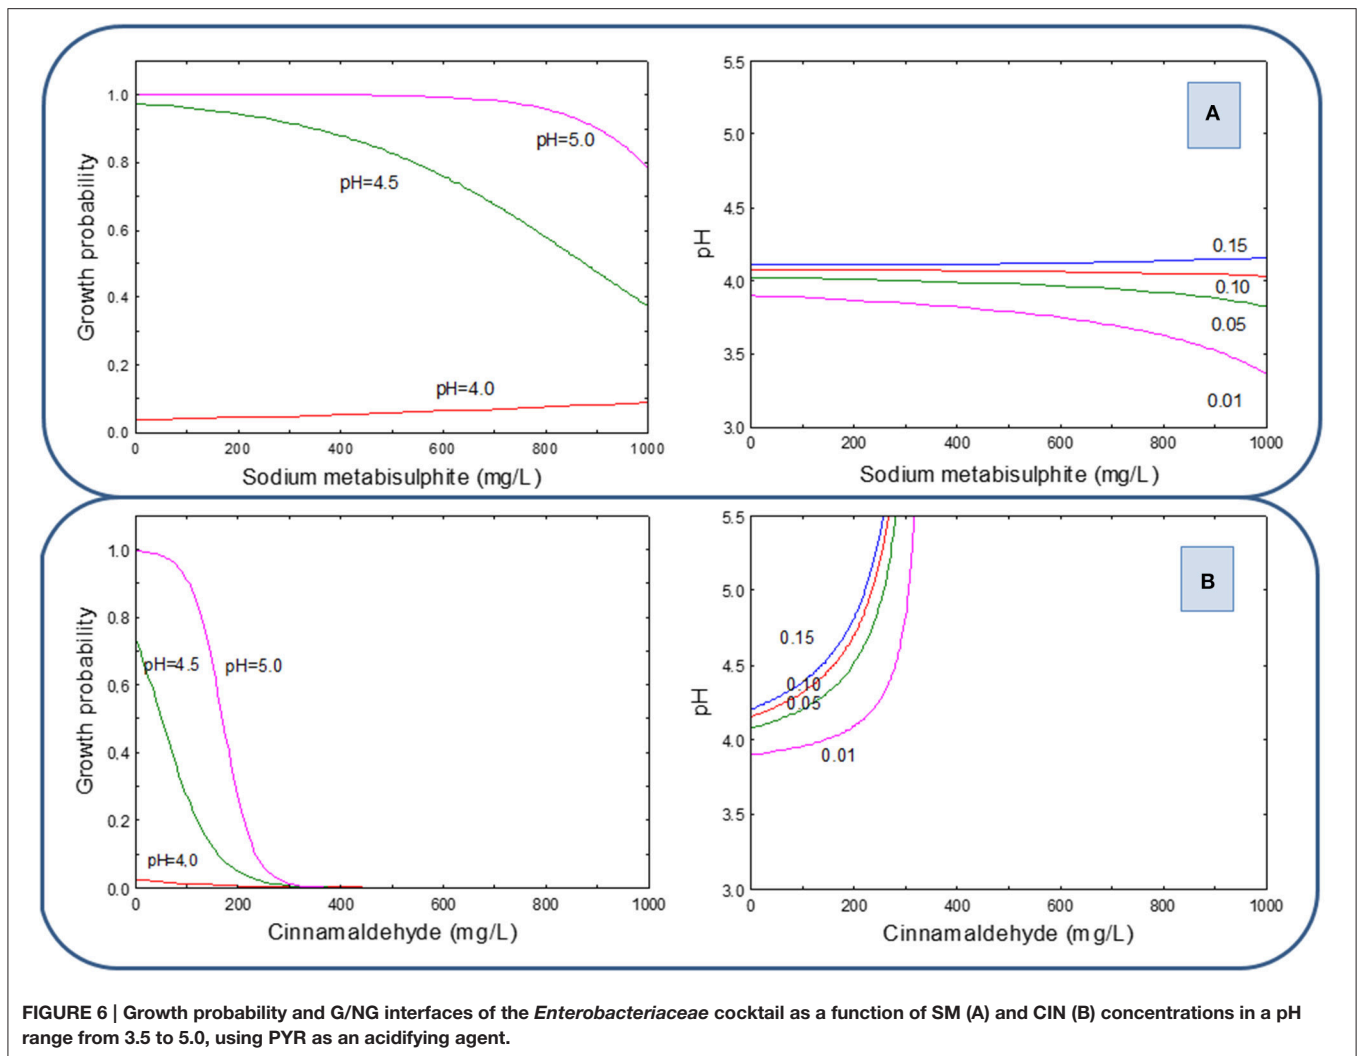 1.0
0.8
0.6
0.4
0.2
0.0
Growth probability
pH=5.0
pH=4.5
pH=4.0
0 200 400 600 800 1000
Sodium metabisulphite (mg/L)
5.5
5.0
4.5
4.0
3.5
3.0
pH
A
0.15
0.10
0.05
0.01
0 200 400 600 800 1000
Sodium metabisulphite (mg/L)
1.0
0.8
0.6
0.4
0.2
0.0
Growth probability
pH=4.5 pH=5.0
pH=4.0
0 200 400 600 800 1000
Cinnamaldehyde (mg/L)
5.5
5.0
4.5
4.0
3.5
3.0
pH
B
0.15
0.10
0.05
0.01
0 200 400 600 800 1000
Cinnamaldehyde (mg/L)
FIGURE 6 | Growth probability and G/NG interfaces of the Enterobacteriaceae cocktail as a function of SM (A) and CIN (B) concentrations in a pH
range from 3.5 to 5.0, using PYR as an acidifying agent.